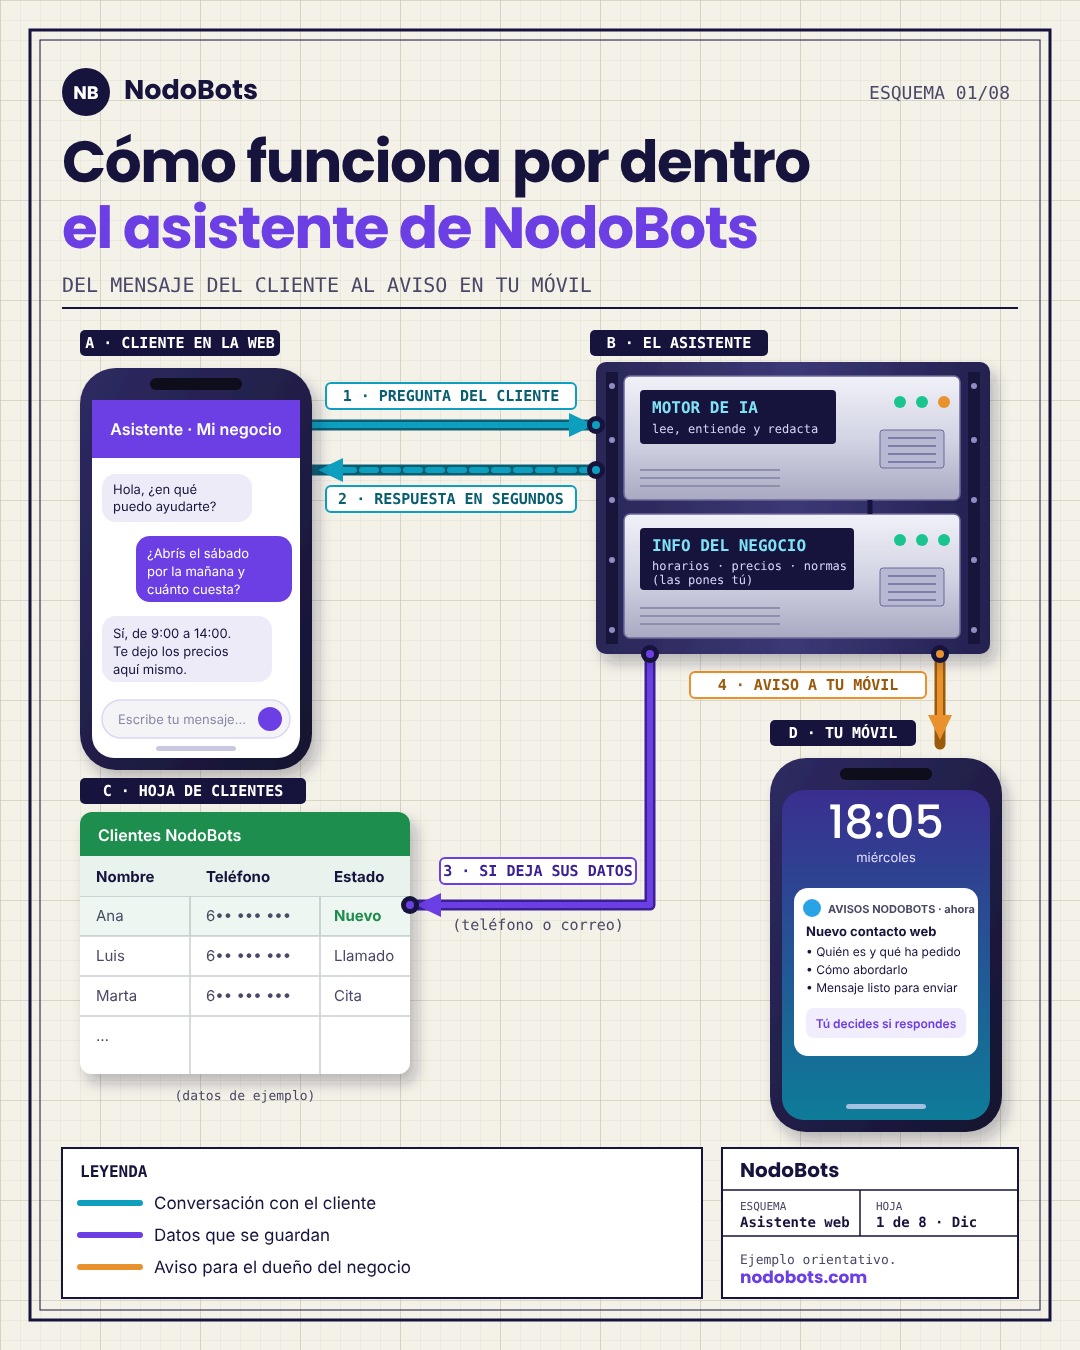 NB NodoBots
ESQUEMA 01/08
Cómo funciona por dentro
el asistente de NodoBots
DEL MENSAJE DEL CLIENTE AL AVISO EN TU MÓVIL
A · CLIENTE EN LA WEB
Asistente · Mi negocio
Hola, ¿en qué
puedo ayudarte?
¿Abrís el sábado
por la mañana y
cuánto cuesta?
Sí, de 9:00 a 14:00.
Te dejo los precios
aquí mismo.
Escribe tu mensaje...
1 · PREGUNTA DEL CLIENTE
2 · RESPUESTA EN SEGUNDOS
B · EL ASISTENTE
MOTOR DE IA
lee, entiende y redacta
INFO DEL NEGOCIO
horarios · precios · normas
(las pones tú)
4 · AVISO A TU MÓVIL
D · TU MÓVIL
18:05
miércoles
AVISOS NODOBOTS · ahora
Nuevo contacto web
• Quién es y qué ha pedido
• Cómo abordarlo
• Mensaje listo para enviar
Tú decides si respondes
C · HOJA DE CLIENTES
Clientes NodoBots
Nombre Teléfono Estado
Ana 6•• ••• ••• Nuevo
Luis 6•• ••• ••• Llamado
Marta 6•• ••• ••• Cita
...
(datos de ejemplo)
3 · SI DEJA SUS DATOS
(teléfono o correo)
LEYENDA
Conversación con el cliente
Datos que se guardan
Aviso para el dueño del negocio
NodoBots
ESQUEMA
Asistente web
HOJA
1 de 8 · Dic
Ejemplo orientativo.
nodobots.com